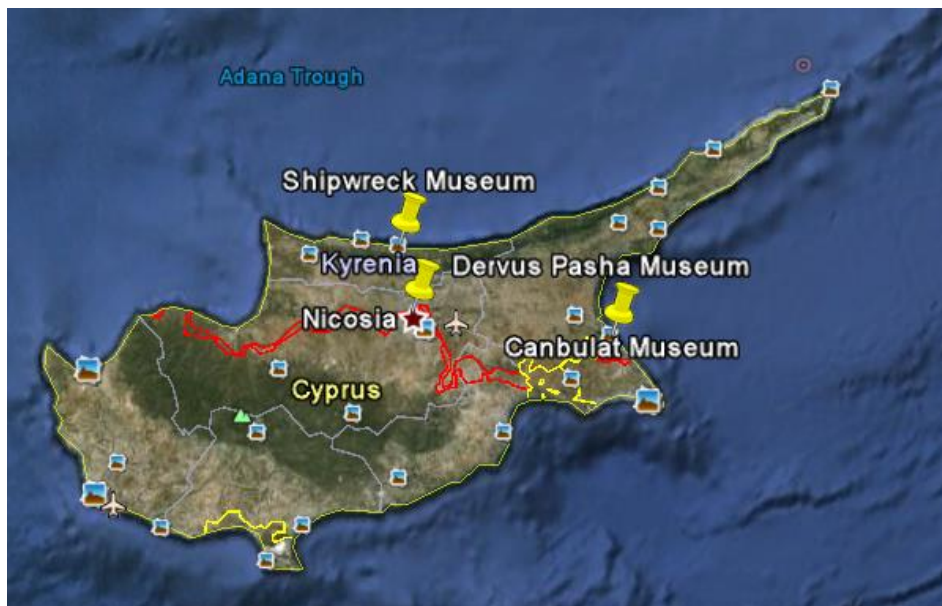 Adana Trough
Shipwreck Museum
Kyrenia
Dervus Pasha Museum
Nicosia
Canbulat Museum
Cyprus